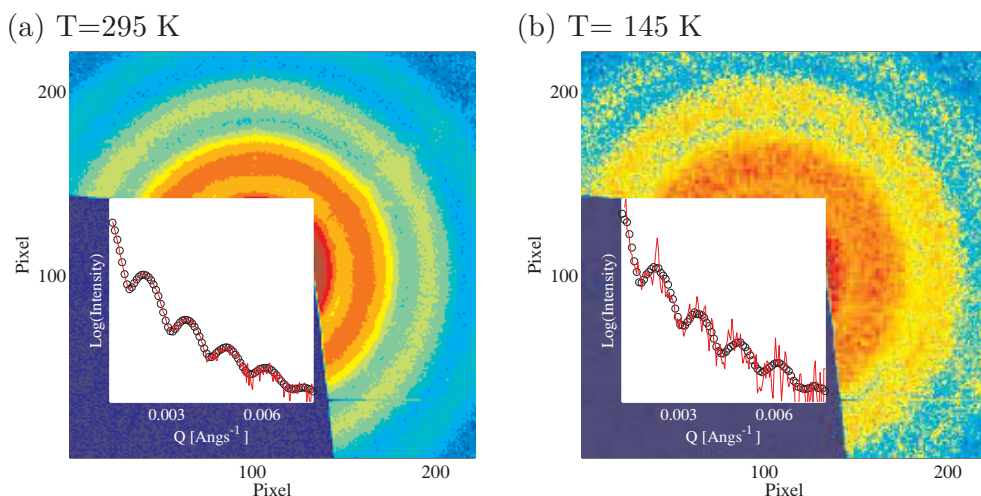 (a) T=295 K
200
100
Pixel
Log(Intensity)
0.003 0.006
Q [Angs⁻¹]
100 200
Pixel
(b) T= 145 K
200
100
Pixel
Log(Intensity)
0.003 0.006
Q [Angs⁻¹]
100 200
Pixel